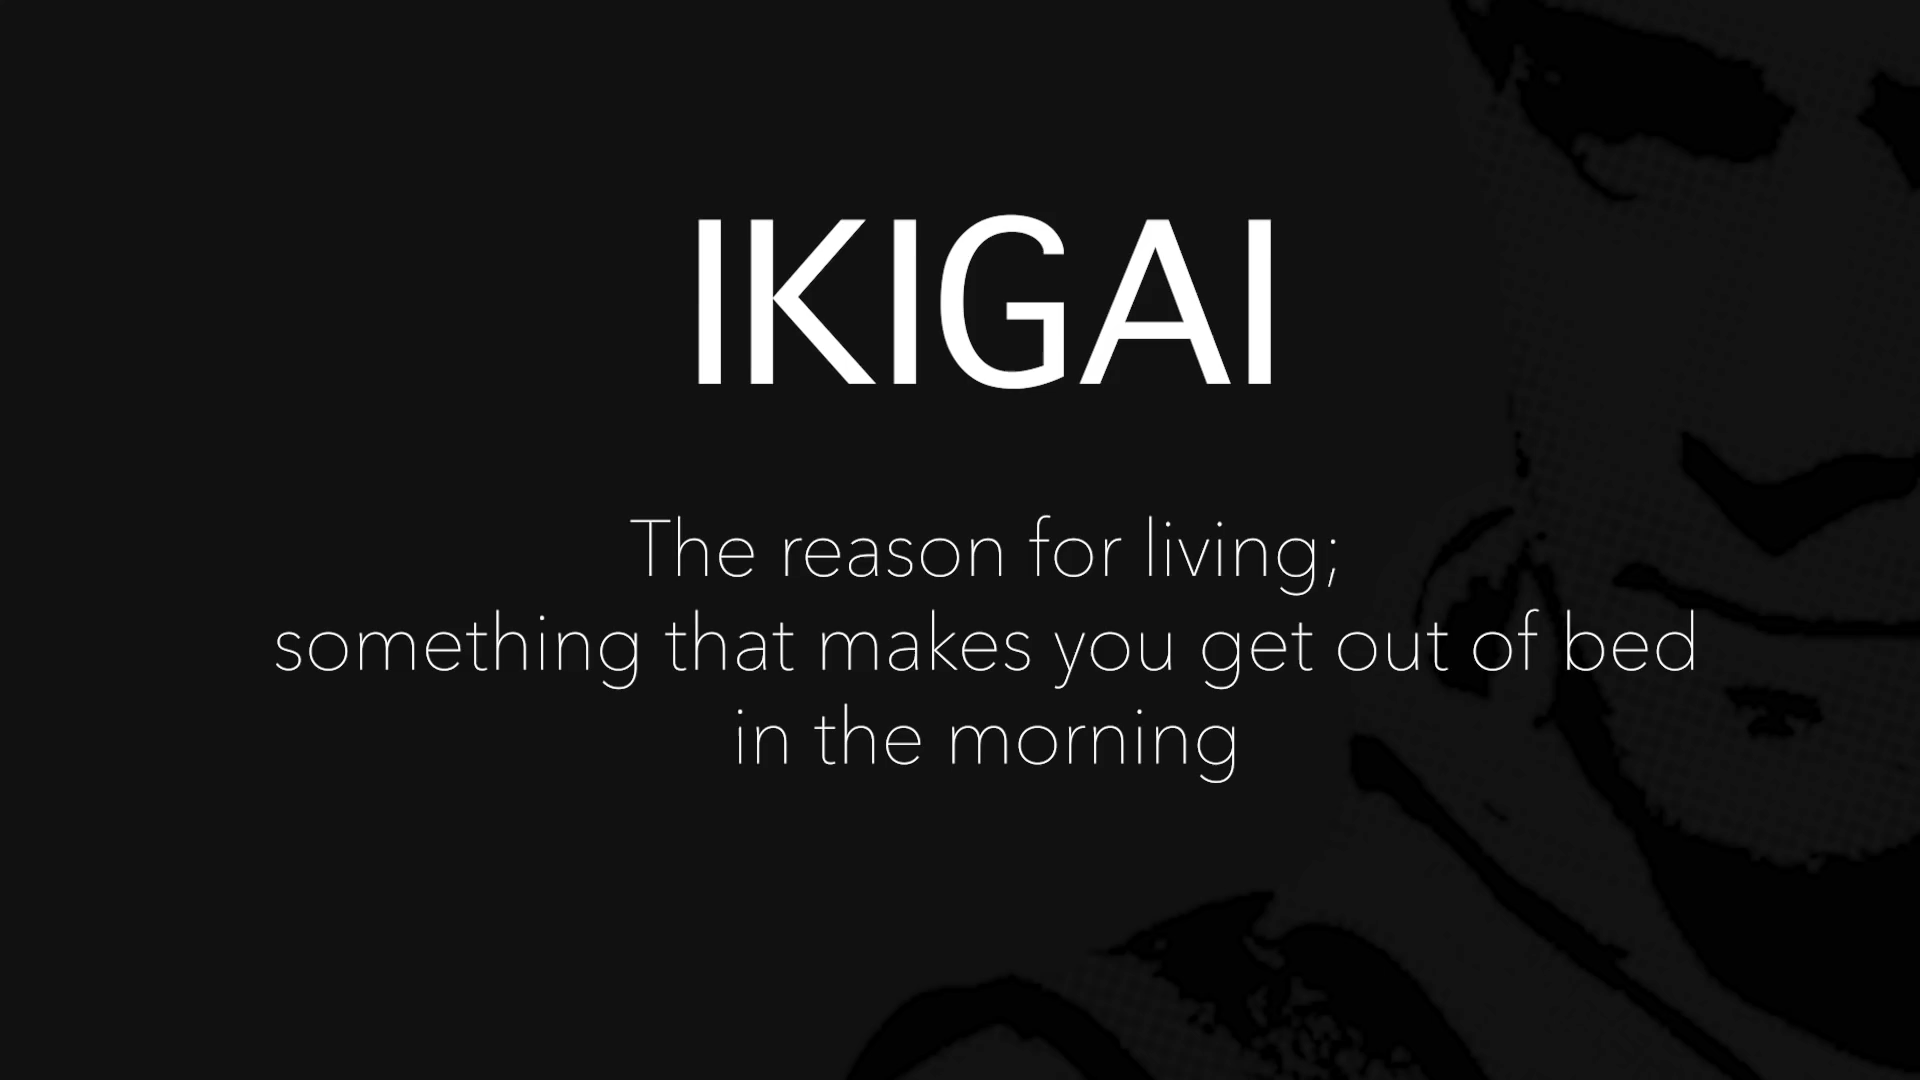 IKIGAI
The reason for living;
something that makes you get out of bed
in the morning